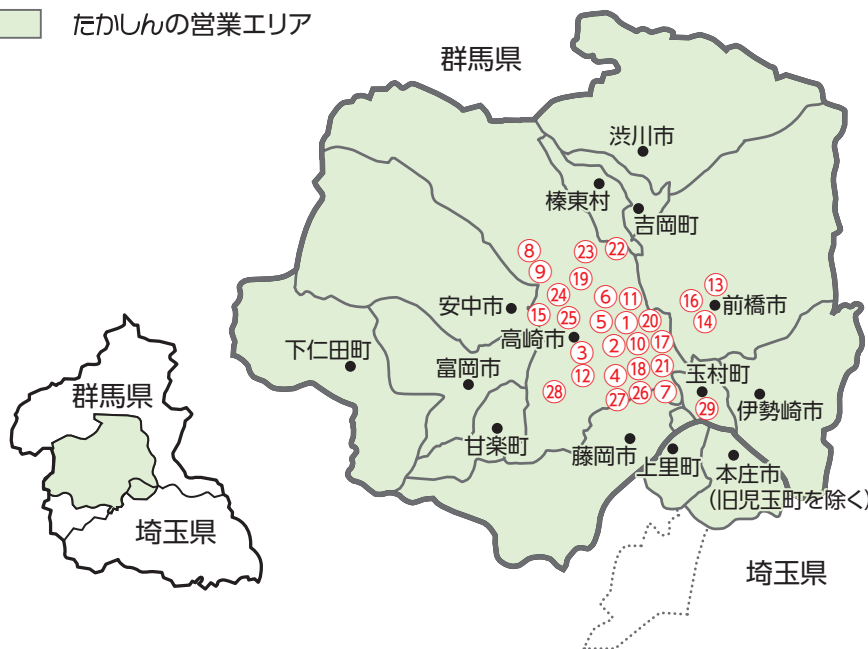 たかしんの営業エリア
群馬県
渋川市
榛東村
吉岡町
8
23
22
9
19
13
24
6
11
16
前橋市
安中市
15
25
5
1
20
14
高崎市
2
10
17
下仁田町
3
富岡市
12
4
18
21
玉村町
28
27
26
7
29
伊勢崎市
甘楽町
藤岡市
上里町
本庄市
(旧児玉町を除く)
埼玉県
群馬県
埼玉県